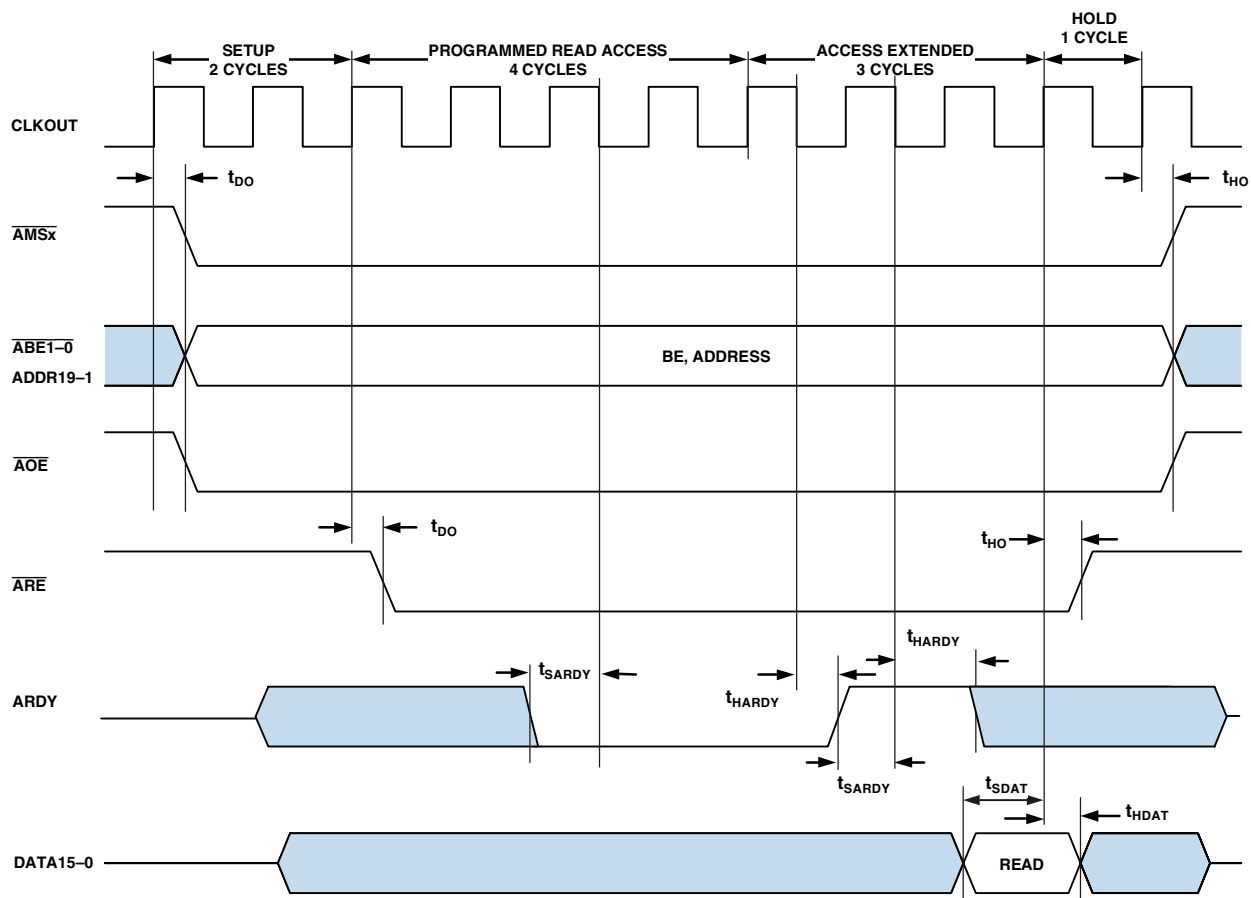 SETUP
2 CYCLES
PROGRAMMED READ ACCESS
4 CYCLES
ACCESS EXTENDED
3 CYCLES
HOLD
1 CYCLE
CLKOUT
tDO
tHO
AMSx
ABE1–0
ADDR19–1
BE, ADDRESS
AOE
tDO
tHO
ARE
tSARDY
tHARDY
tHARDY
ARDY
tSARDY
tSDAT
tHDAT
DATA15–0
READ